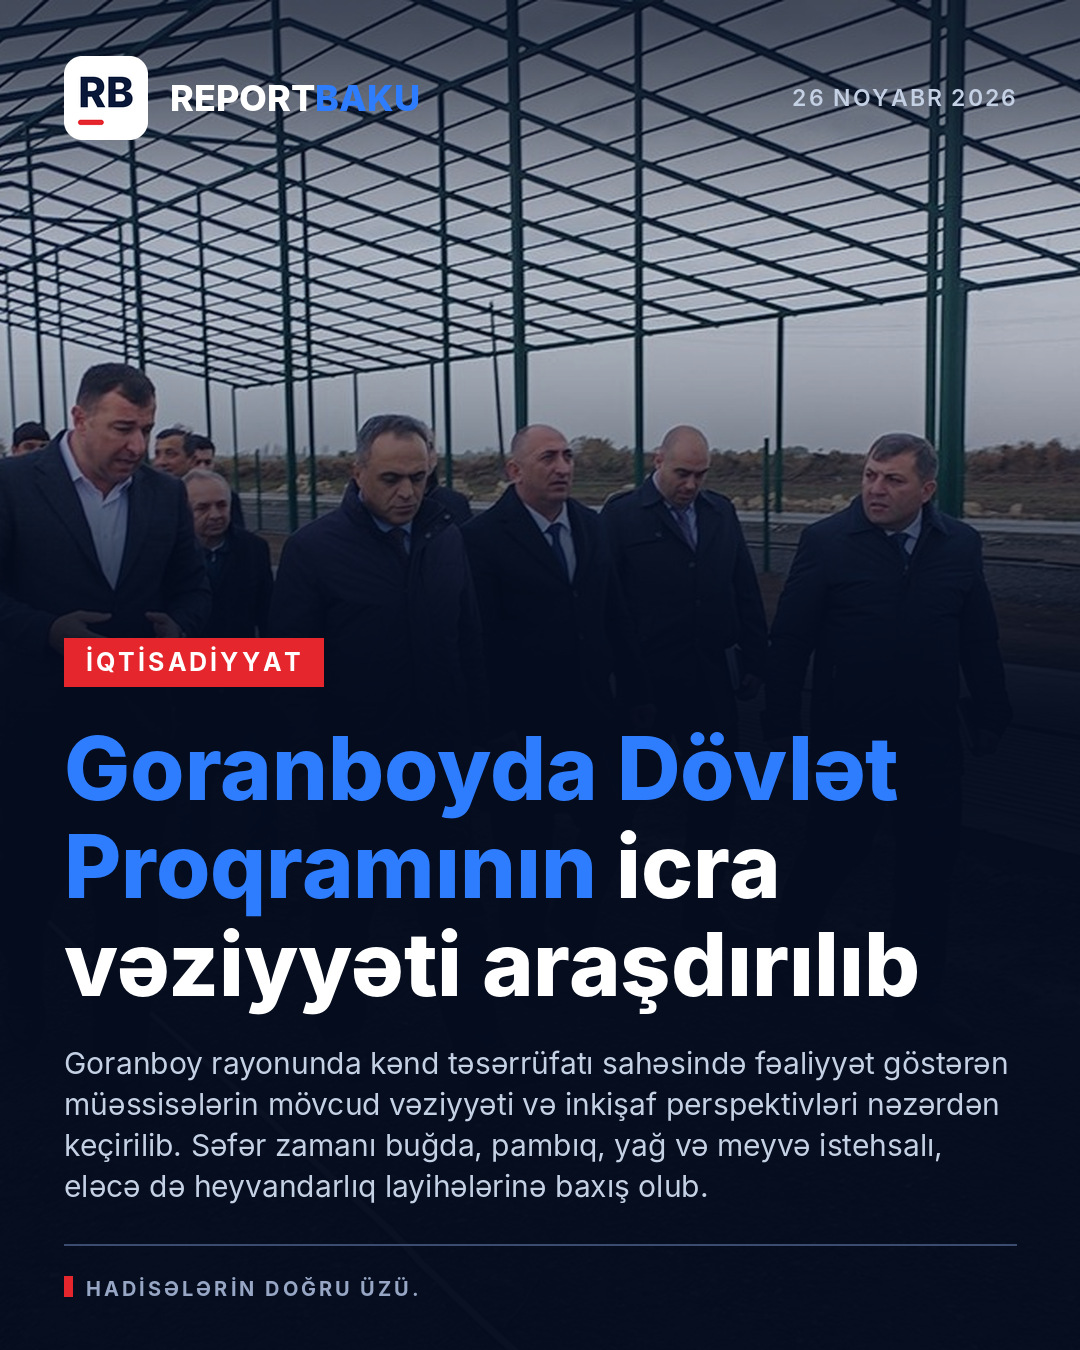 RB
REPORTBAKU
26 NOYABR 2026
İQTİSADİYYAT
Goranboyda Dövlət
Proqramının icra
vəziyyəti araşdırılıb
Goranboy rayonunda kənd təsərrüfatı sahəsində fəaliyyət göstərən
müəssisələrin mövcud vəziyyəti və inkişaf perspektivləri nəzərdən
keçirilib. Səfər zamanı buğda, pambıq, yağ və meyvə istehsalı,
eləcə də heyvandarlıq layihələrinə baxış olub.
HADİSƏLƏRİN DOĞRU ÜZÜ.